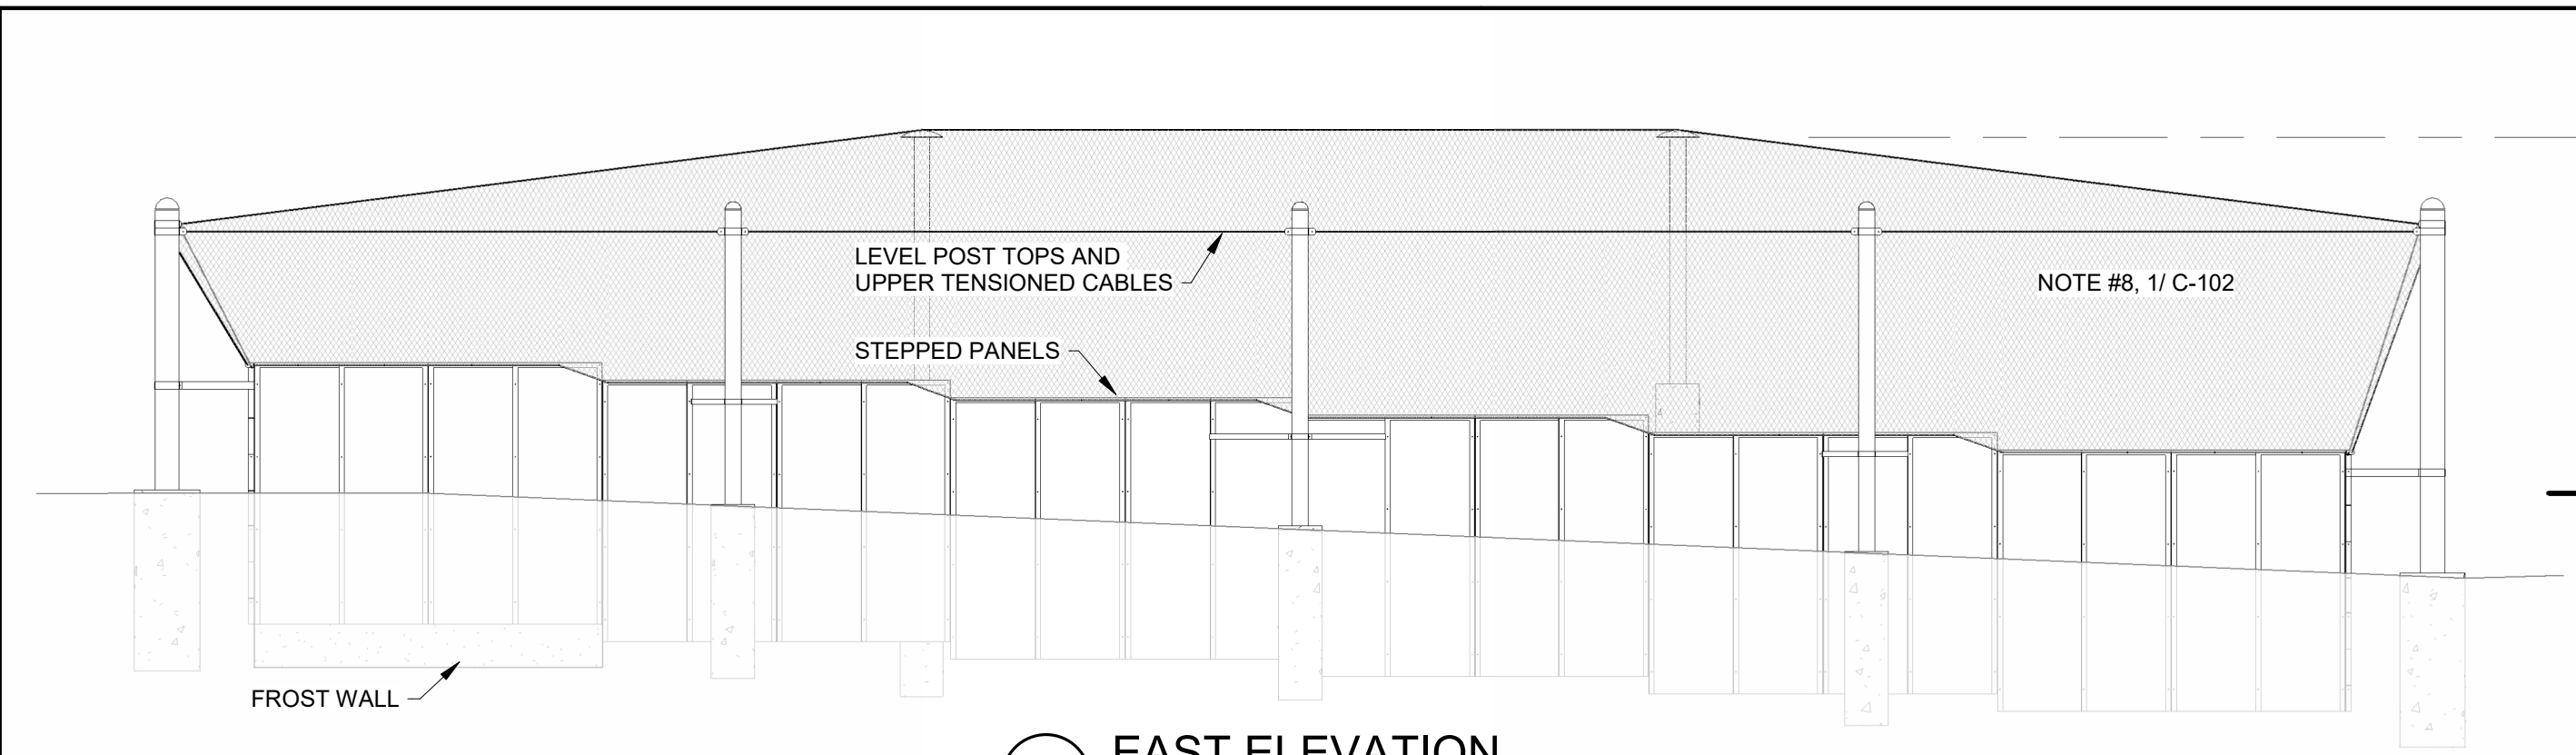 LEVEL POST TOPS AND
UPPER TENSIONED CABLES
NOTE #8, 1/ C-102
STEPPED PANELS
FROST WALL
EAST ELEVATION